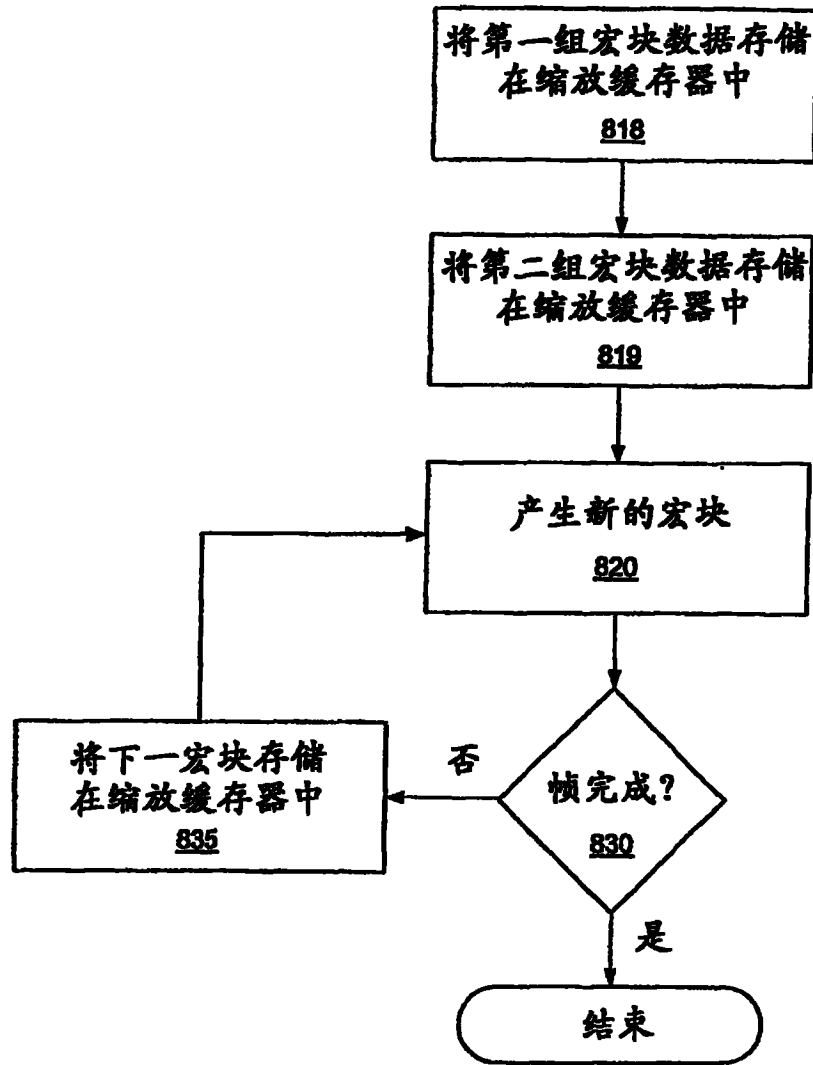 将第一组宏块数据存储
在缩放缓存器中
818
将第二组宏块数据存储
在缩放缓存器中
819
产生新的宏块
820
帧完成？
830
否
将下一宏块存储
在缩放缓存器中
835
是
结束